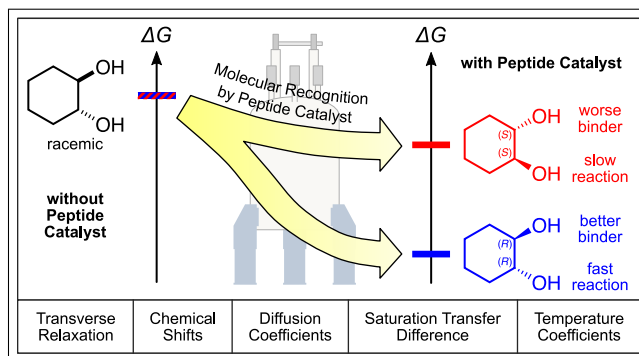 ΔG
ΔG
OH
OH
racemic
without
Peptide
Catalyst
Molecular Recognition
by Peptide Catalyst
with Peptide Catalyst
OH
(S)
(S)
OH
worse
binder
slow
reaction
OH
(R)
(R)
OH
better
binder
fast
reaction
Transverse
Relaxation
Chemical
Shifts
Diffusion
Coefficients
Saturation Transfer
Difference
Temperature
Coefficients